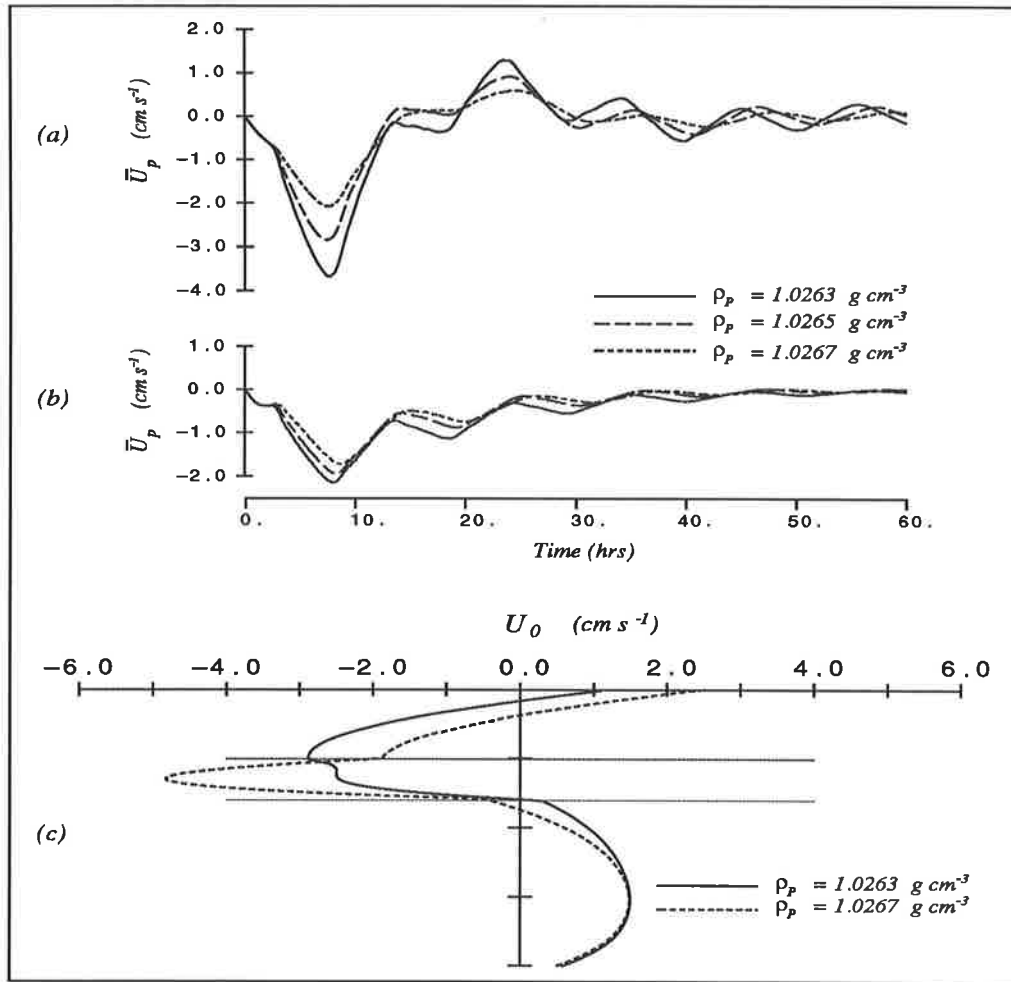 2.0
1.0
0.0
−1.0
−2.0
−3.0
−4.0
(a)
Ū_p (cm s⁻¹)
ρ_P = 1.0263 g cm⁻³
ρ_P = 1.0265 g cm⁻³
ρ_P = 1.0267 g cm⁻³
1.0
0.0
−1.0
−2.0
(b)
Ū_p (cm s⁻¹)
0. 10. 20. 30. 40. 50. 60.
Time (hrs)
U₀ (cm s⁻¹)
−6.0 −4.0 −2.0 0.0 2.0 4.0 6.0
(c)
ρ_P = 1.0263 g cm⁻³
ρ_P = 1.0267 g cm⁻³